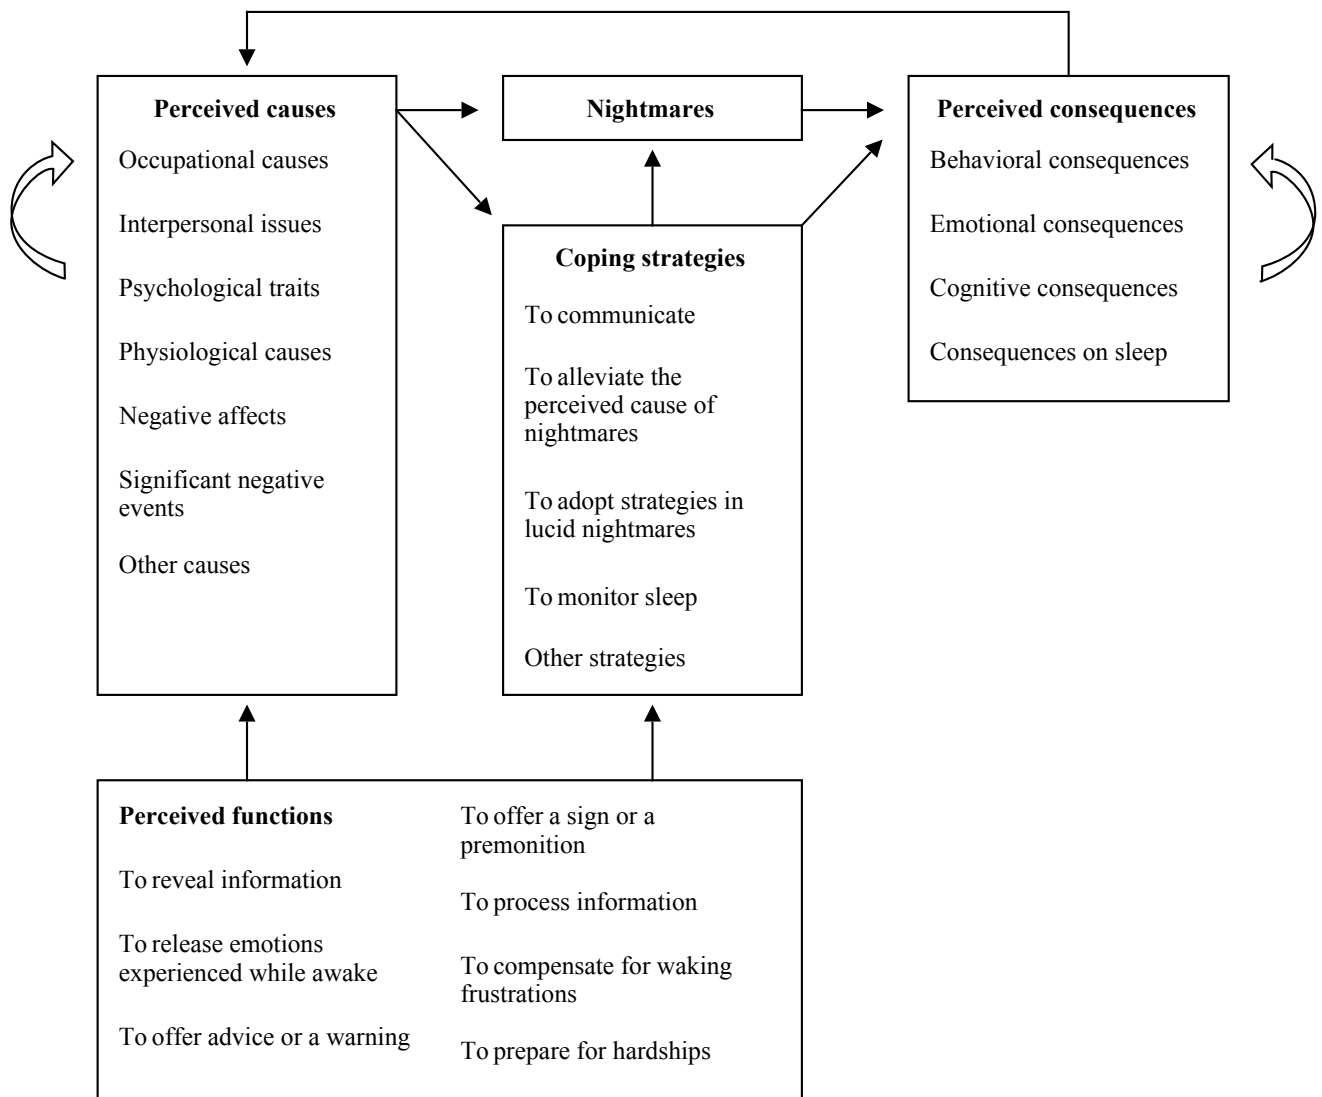 Perceived causes
Occupational causes
Interpersonal issues
Psychological traits
Physiological causes
Negative affects
Significant negative
events
Other causes
Nightmares
Coping strategies
To communicate
To alleviate the
perceived cause of
nightmares
To adopt strategies in
lucid nightmares
To monitor sleep
Other strategies
Perceived consequences
Behavioral consequences
Emotional consequences
Cognitive consequences
Consequences on sleep
Perceived functions
To reveal information
To release emotions
experienced while awake
To offer advice or a warning
To offer a sign or a
premonition
To process information
To compensate for waking
frustrations
To prepare for hardships